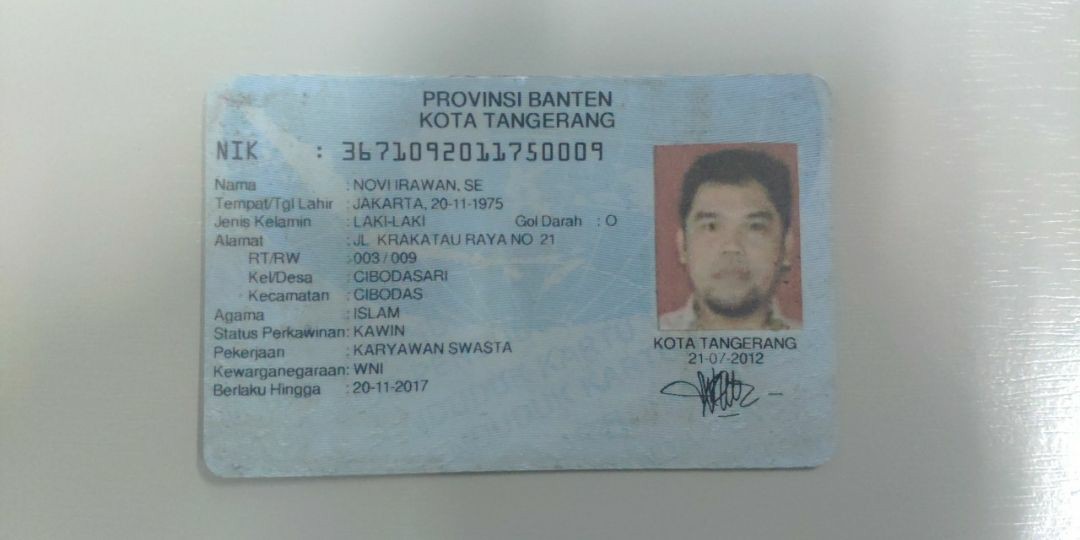 PROVINSI BANTEN
KOTA TANGERANG
NIK : 3671092011750009
Nama : NOVI IRAWAN, SE
Tempat/Tgl Lahir : JAKARTA, 20-11-1975
Jenis Kelamin : LAKI-LAKI Gol Darah : O
Alamat : JL KRAKATAU RAYA NO 21
RT/RW : 003 / 009
Kel/Desa : CIBODASARI
Kecamatan : CIBODAS
Agama : ISLAM
Status Perkawinan: KAWIN
Pekerjaan : KARYAWAN SWASTA
Kewarganegaraan: WNI
Berlaku Hingga : 20-11-2017
KOTA TANGERANG
21-07-2012